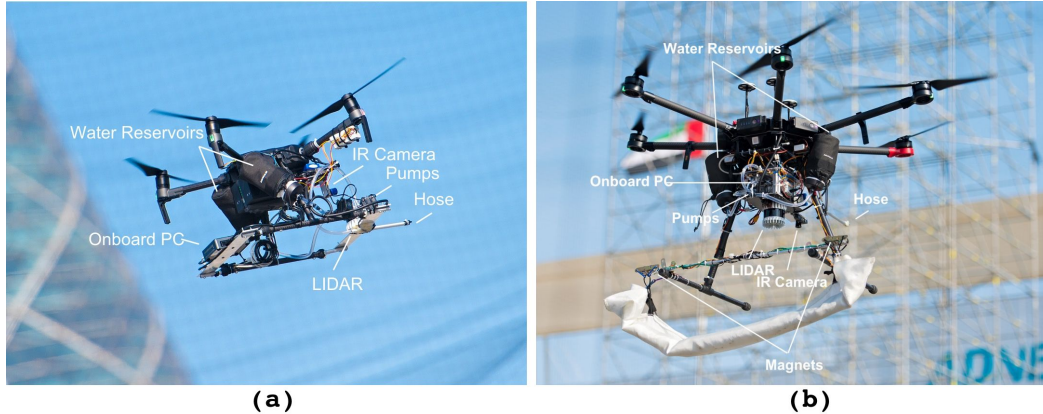 Water Reservoirs
IR Camera
Pumps
Hose
Onboard PC
LIDAR
(a)
Water Reservoirs
Onboard PC
Pumps
Hose
LIDAR
IR Camera
Magnets
(b)